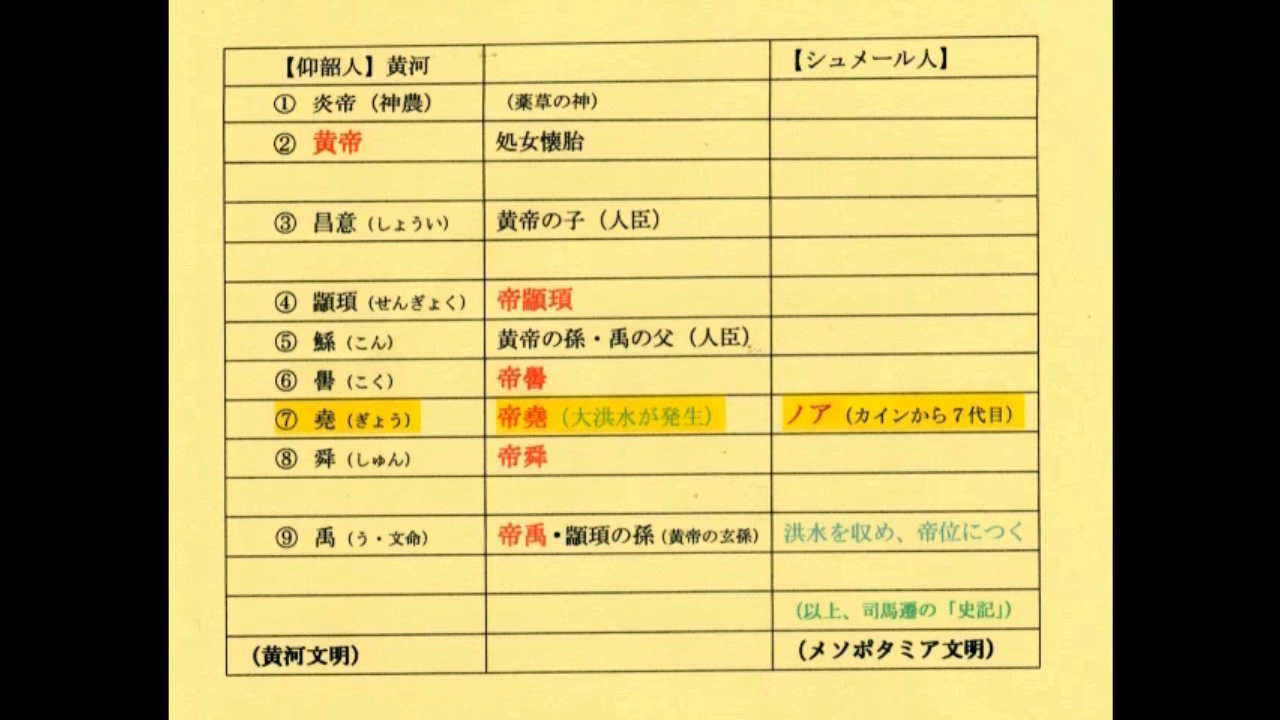 【仰韶人】黄河 【シュメール人】
① 炎帝（神農） （薬草の神）
② 黄帝 処女懐胎
③ 昌意（しょうい） 黄帝の子（人臣）
④ 顓頊（せんぎょく） 帝顓頊
⑤ 鯀（こん） 黄帝の孫・禹の父（人臣）
⑥ 嚳（こく） 帝嚳
⑦ 堯（ぎょう） 帝堯（大洪水が発生） ノア（カインから７代目）
⑧ 舜（しゅん） 帝舜
⑨ 禹（う・文命） 帝禹・顓頊の孫（黄帝の玄孫） 洪水を収め、帝位につく
（以上、司馬遷の「史記」）
（黄河文明） （メソポタミア文明）